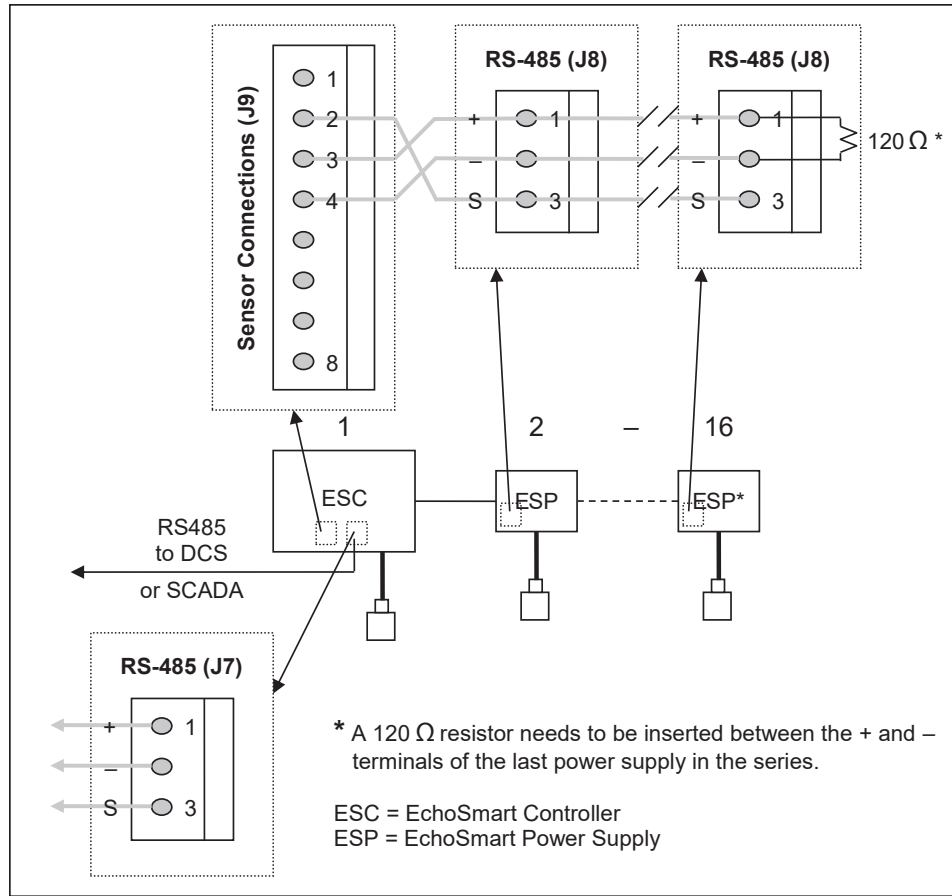 Sensor Connections (J9)
1
2
3
4
8
RS-485 (J8)
+ 1
–
S 3
RS-485 (J8)
+ 1
–
S 3
120 Ω *
1
2 – 16
ESC
ESP
ESP*
RS485
to DCS
or SCADA
RS-485 (J7)
+ 1
–
S 3
* A 120 Ω resistor needs to be inserted between the + and –
terminals of the last power supply in the series.
ESC = EchoSmart Controller
ESP = EchoSmart Power Supply